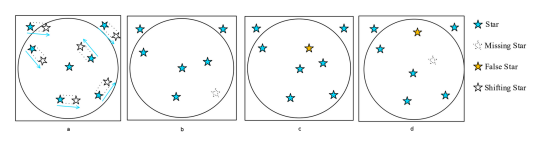 Star
Missing Star
False Star
Shifting Star
a b c d